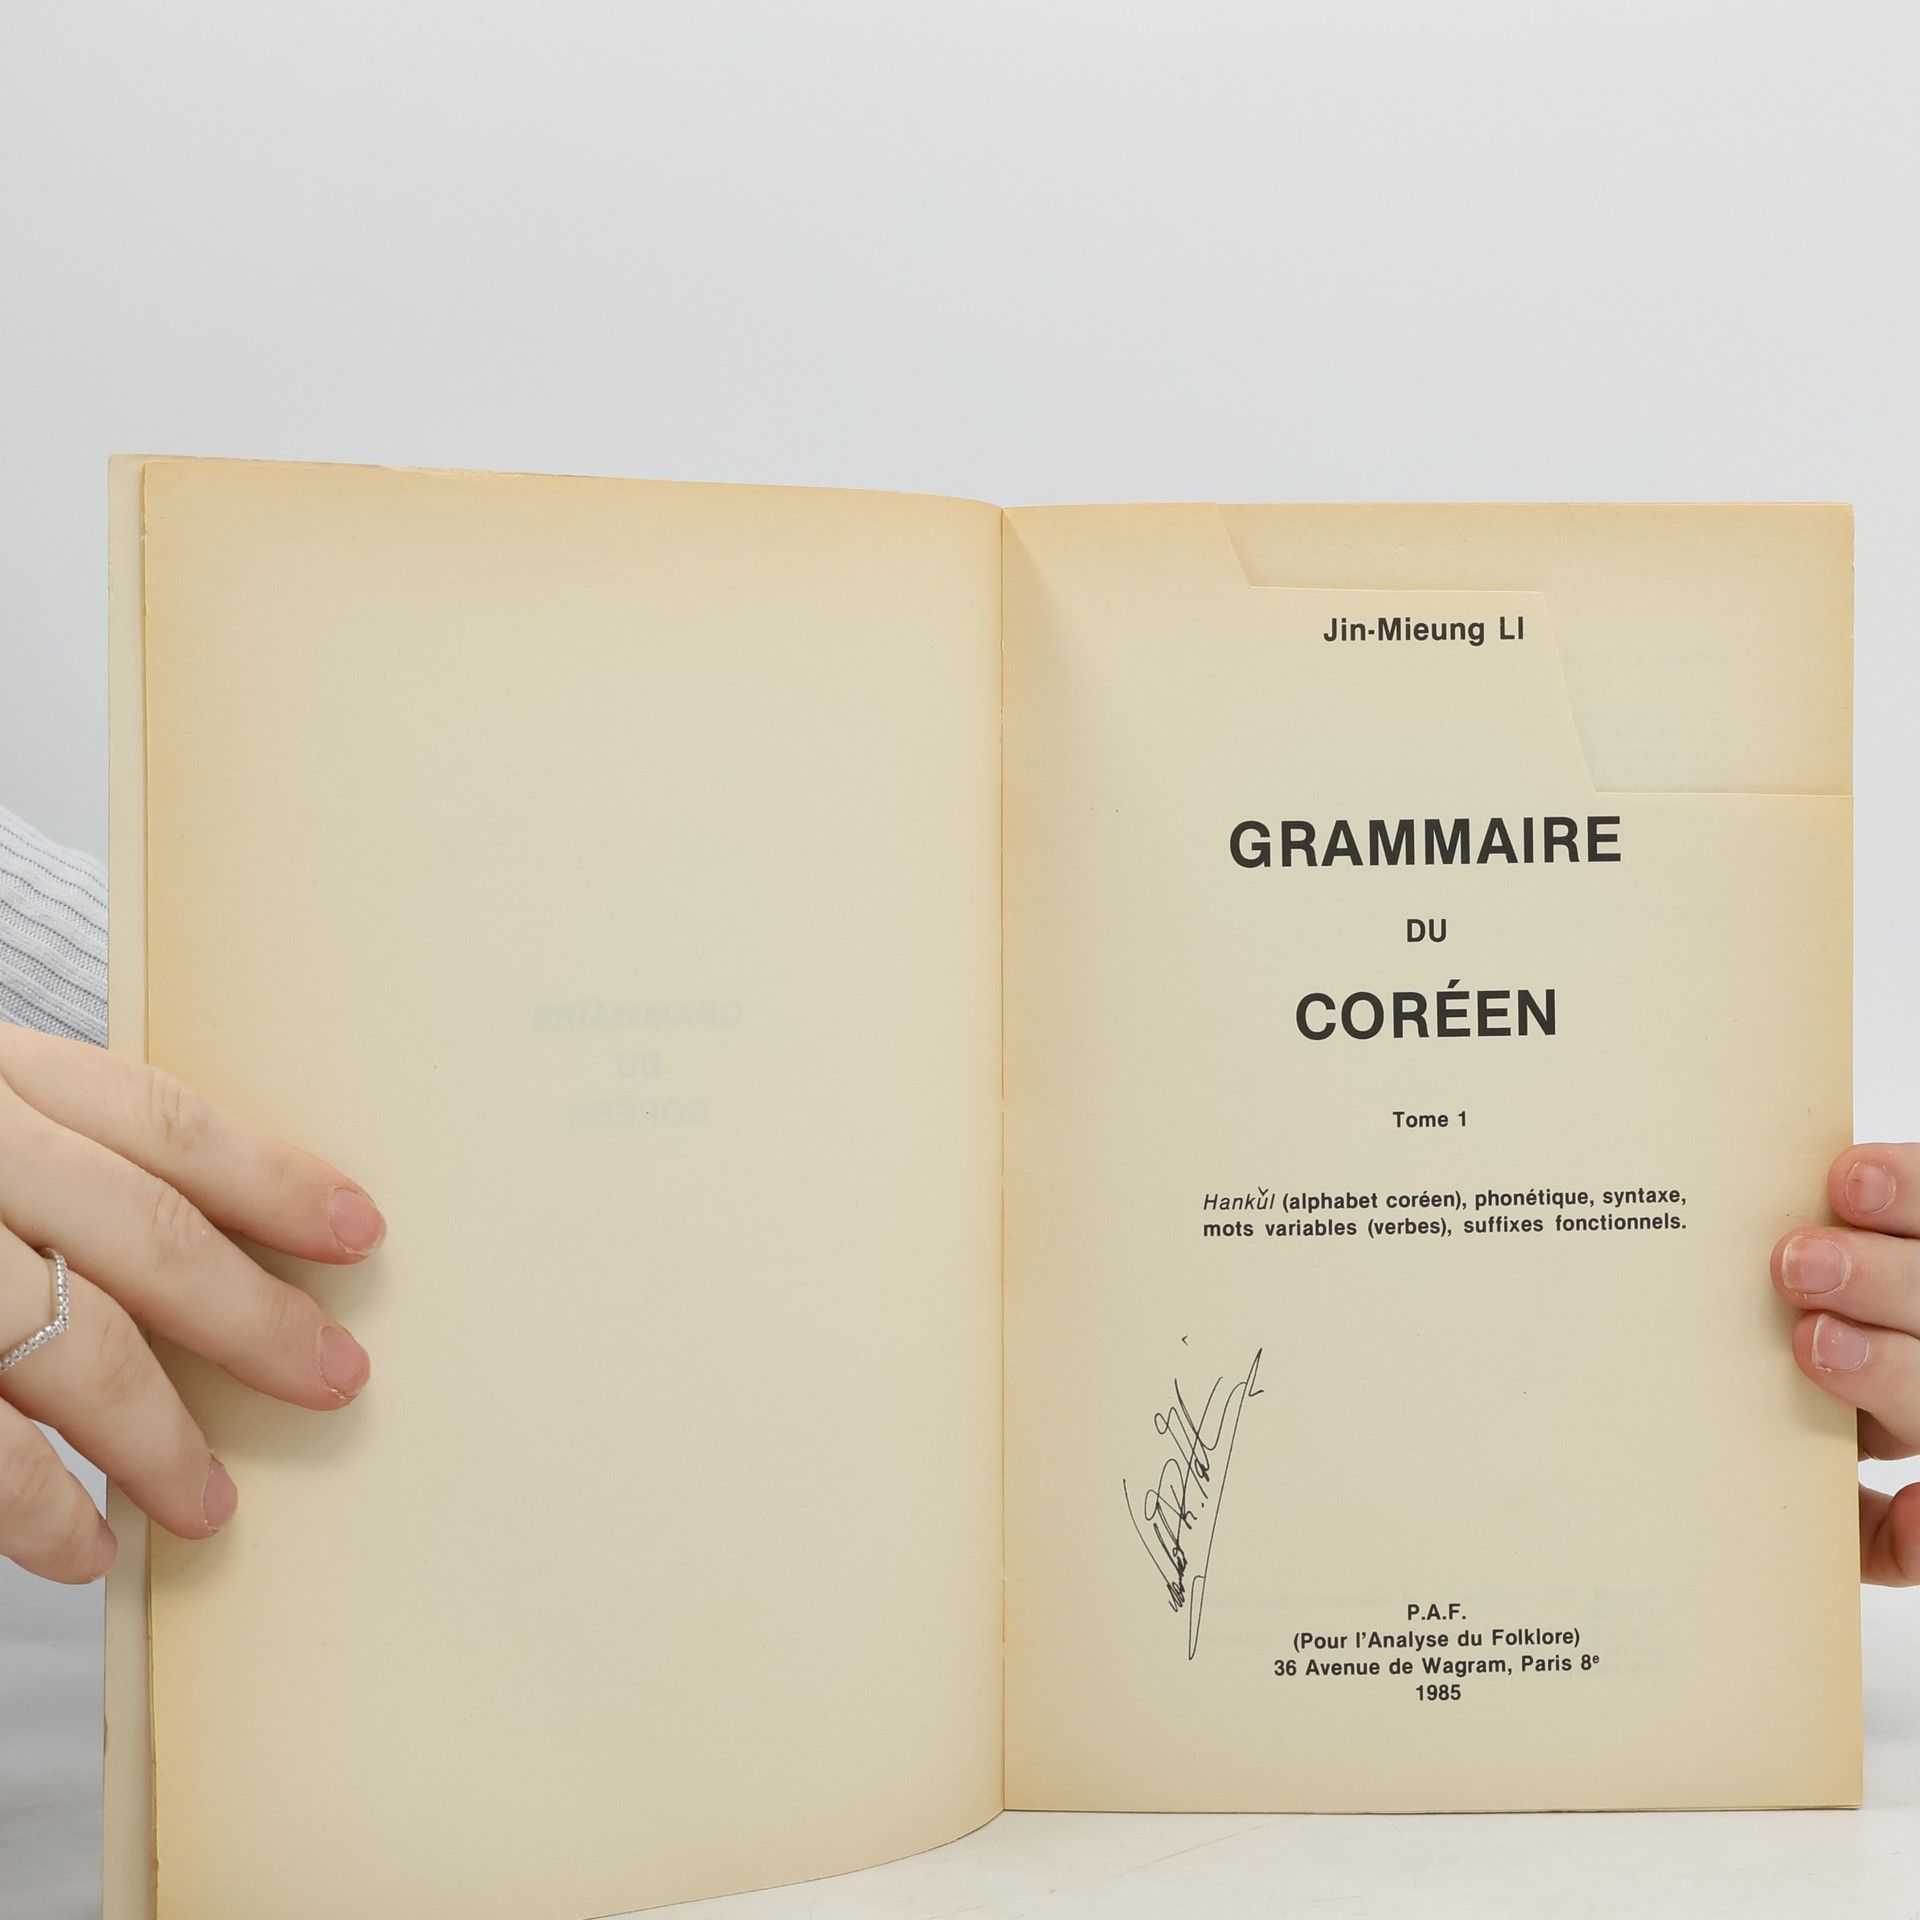 Jin-Mieung LI
GRAMMAIRE
DU
CORÉEN
Tome 1
Hankŭl (alphabet coréen), phonétique, syntaxe,
mots variables (verbes), suffixes fonctionnels.
P.A.F.
(Pour l'Analyse du Folklore)
36 Avenue de Wagram, Paris 8e
1985